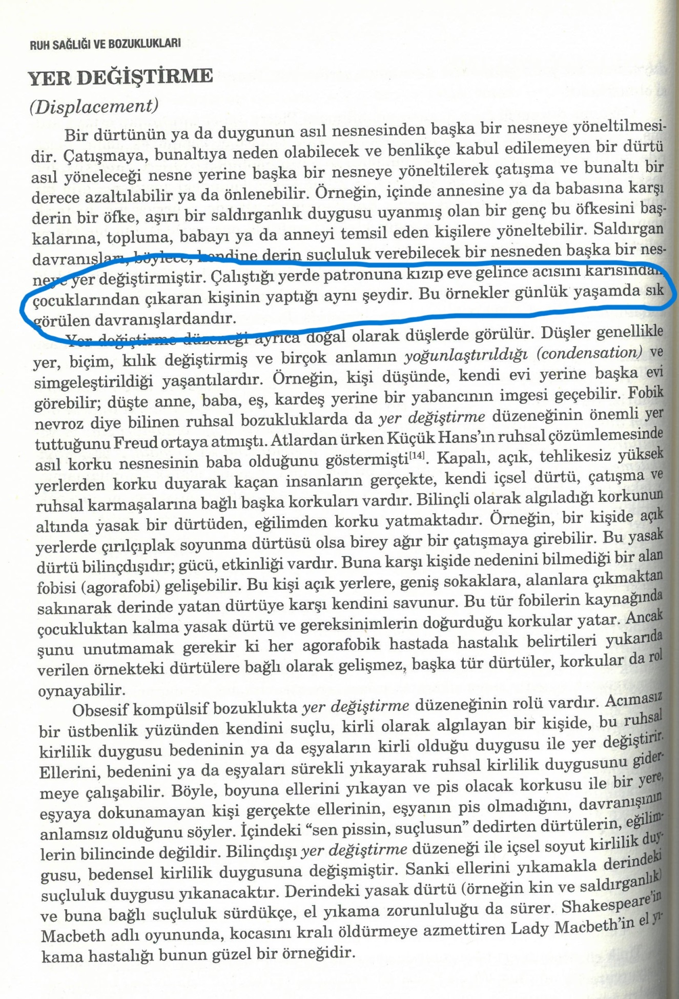 RUH SAĞLIĞI VE BOZUKLUKLARI
YER DEĞİŞTİRME
(Displacement)
Bir dürtünün ya da duygunun asıl nesnesinden başka bir nesneye yöneltilmesi-
dir. Çatışmaya, bunaltıya neden olabilecek ve benlikçe kabul edilemeyen bir dürtü
asıl yöneleceği nesne yerine başka bir nesneye yöneltilerek çatışma ve bunaltı bir
derece azaltılabilir ya da önlenebilir. Örneğin, içinde annesine ya da babasına karşı
derin bir öfke, aşırı bir saldırganlık duygusu uyanmış olan bir genç bu öfkesini baş-
kalarına, topluma, babayı ya da anneyi temsil eden kişilere yöneltebilir. Saldırgan
davranışları, böylece, kendine derin suçluluk verebilecek bir nesneden başka bir nes-
neye yer değiştirmiştir. Çalıştığı yerde patronuna kızıp eve gelince acısını karısından,
çocuklarından çıkaran kişinin yaptığı aynı şeydir. Bu örnekler günlük yaşamda sık
görülen davranışlardandır.
Yer değiştirme düzeneği ayrıca doğal olarak düşlerde görülür. Düşler genellikle
yer, biçim, kılık değiştirmiş ve birçok anlamın yoğunlaştırıldığı (condensation) ve
simgeleştirildiği yaşantılardır. Örneğin, kişi düşünde, kendi evi yerine başka evi
görebilir; düşte anne, baba, eş, kardeş yerine bir yabancının imgesi geçebilir. Fobik
nevroz diye bilinen ruhsal bozukluklarda da yer değiştirme düzeneğinin önemli yer
tuttuğunu Freud ortaya atmıştı. Atlardan ürken Küçük Hans’ın ruhsal çözümlemesinde
asıl korku nesnesinin baba olduğunu göstermişti[14]. Kapalı, açık, tehlikesiz yüksek
yerlerden korku duyarak kaçan insanların gerçekte, kendi içsel dürtü, çatışma ve
ruhsal karmaşalarına bağlı başka korkuları vardır. Bilinçli olarak algıladığı korkunun
altında yasak bir dürtüden, eğilimden korku yatmaktadır. Örneğin, bir kişide açık
yerlerde çırılçıplak soyunma dürtüsü olsa birey ağır bir çatışmaya girebilir. Bu yasak
dürtü bilinçdışıdır; gücü, etkinliği vardır. Buna karşı kişide nedenini bilmediği bir alan
fobisi (agorafobi) gelişebilir. Bu kişi açık yerlere, geniş sokaklara, alanlara çıkmaktan
sakınarak derinde yatan dürtüye karşı kendini savunur. Bu tür fobilerin kaynağında
çocukluktan kalma yasak dürtü ve gereksinimlerin doğurduğu korkular yatar. Ancak
şunu unutmamak gerekir ki her agorafobik hastada hastalık belirtileri yukarıda
verilen örnekteki dürtülere bağlı olarak gelişmez, başka tür dürtüler, korkular da rol
oynayabilir.
Obsesif kompülsif bozuklukta yer değiştirme düzeneğinin rolü vardır. Acımasız
bir üstbenlik yüzünden kendini suçlu, kirli olarak algılayan bir kişide, bu ruhsal
kirlilik duygusu bedeninin ya da eşyaların kirli olduğu duygusu ile yer değiştirir.
Ellerini, bedenini ya da eşyaları sürekli yıkayarak ruhsal kirlilik duygusunu gider-
meye çalışabilir. Böyle, boyuna ellerini yıkayan ve pis olacak korkusu ile bir yere,
eşyaya dokunamayan kişi gerçekte ellerinin, eşyanın pis olmadığını, davranışının
anlamsız olduğunu söyler. İçindeki “sen pissin, suçlusun” dedirten dürtülerin, eğilim-
lerin bilincinde değildir. Bilinçdışı yer değiştirme düzeneği ile içsel soyut kirlilik duy-
gusu, bedensel kirlilik duygusuna değişmiştir. Sanki ellerini yıkamakla derindeki
suçluluk duygusu yıkanacaktır. Derindeki yasak dürtü (örneğin kin ve saldırganlık)
ve buna bağlı suçluluk sürdükçe, el yıkama zorunluluğu da sürer. Shakespeare’in
Macbeth adlı oyununda, kocasını kralı öldürmeye azmettiren Lady Macbeth’in el yı-
kama hastalığı bunun güzel bir örneğidir.